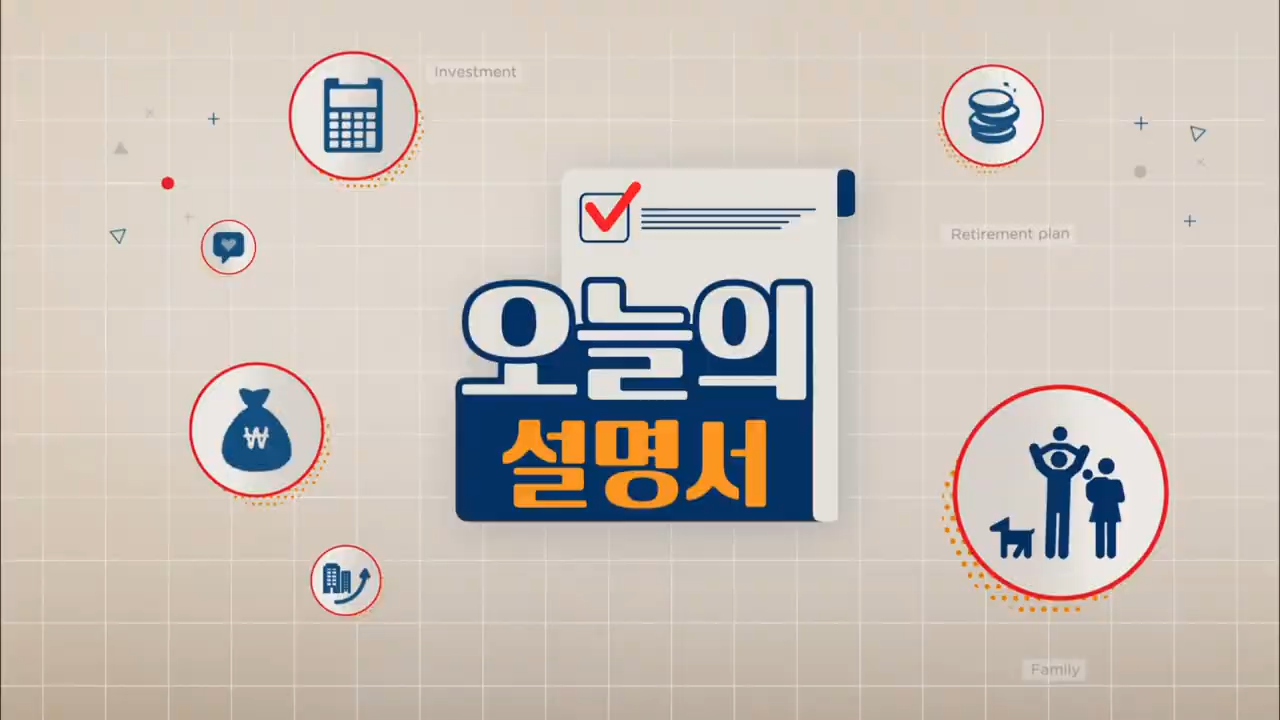 Investment
Retirement plan
오늘의
설명서
₩
Family